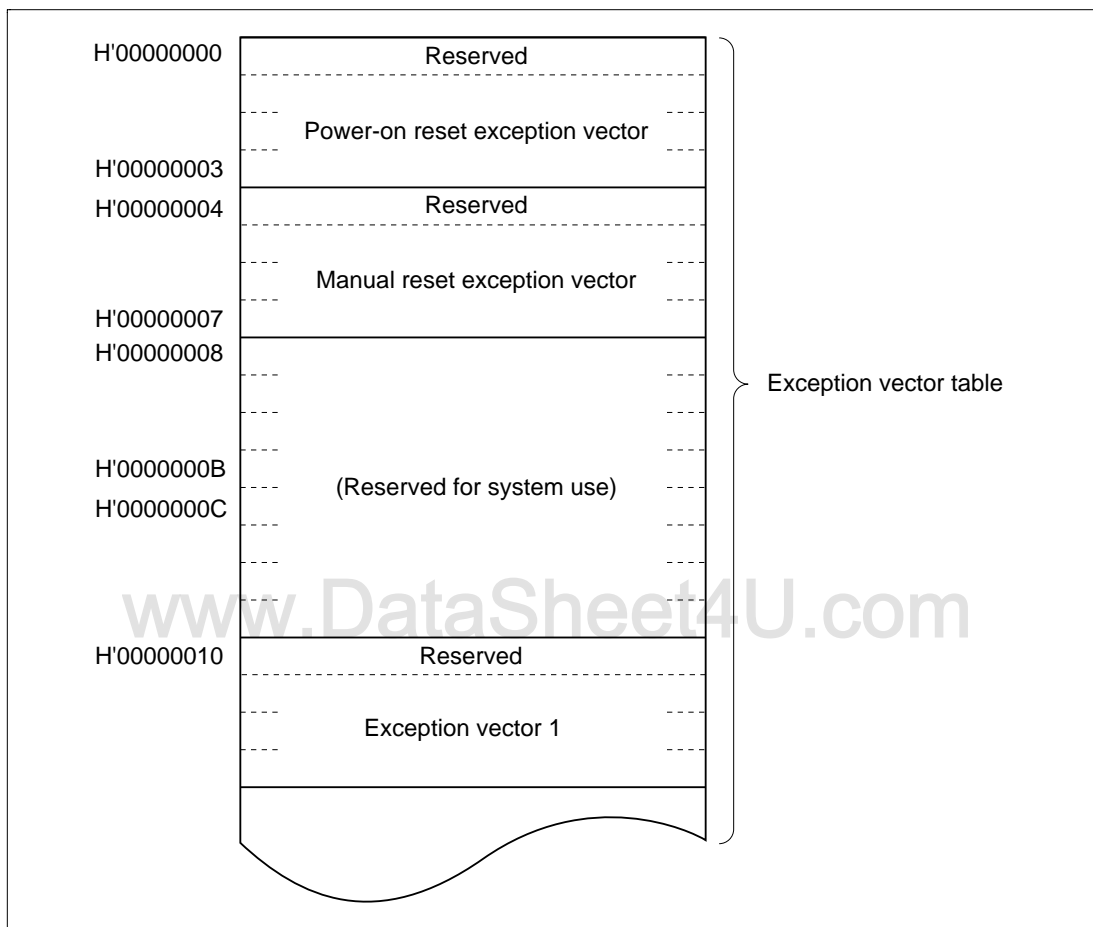 H'00000000
Reserved
Power-on reset exception vector
H'00000003
H'00000004
Reserved
Manual reset exception vector
H'00000007
H'00000008
Exception vector table
H'0000000B
(Reserved for system use)
H'0000000C
www.DataSheet4U.com
H'00000010
Reserved
Exception vector 1